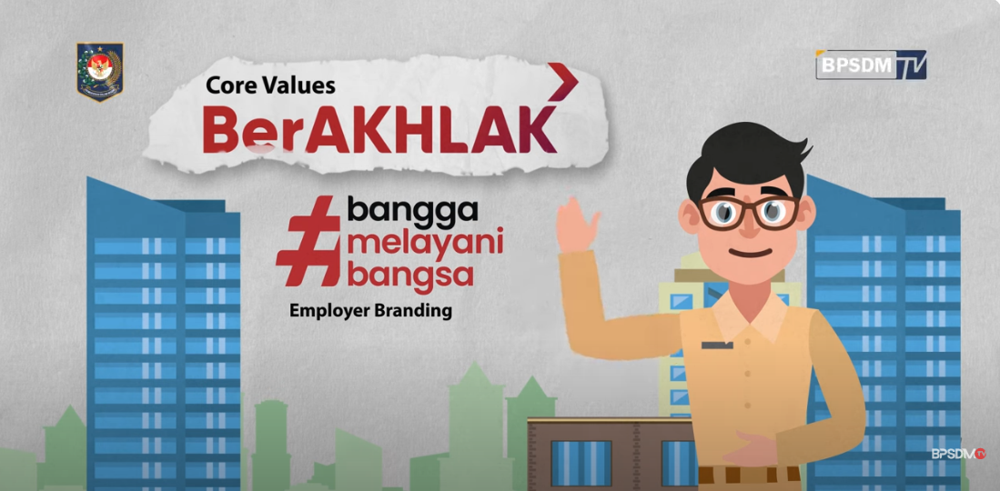 Core Values
BerAKHLAK
#bangga
melayani
bangsa
Employer Branding
BPSDM TV
BPSDM TV